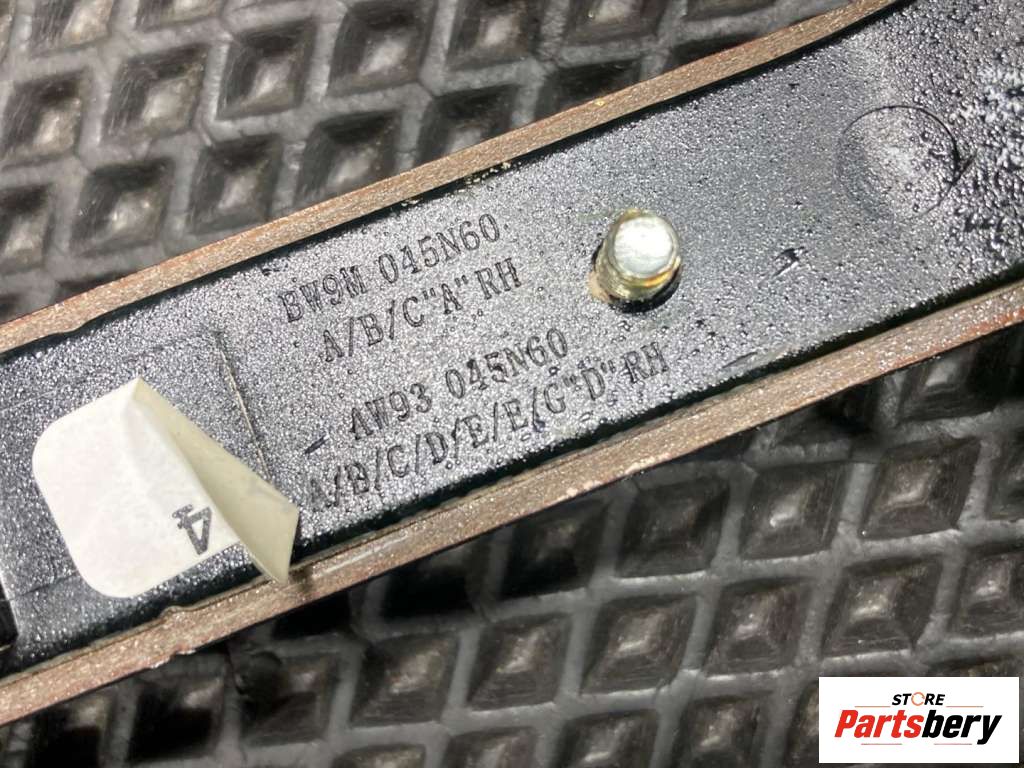 BW9M 045N60
A/B/C"A" RH
AW93 045N60
A/B/C/D/E/E/G"D" RH
4
STORE
Partsbery